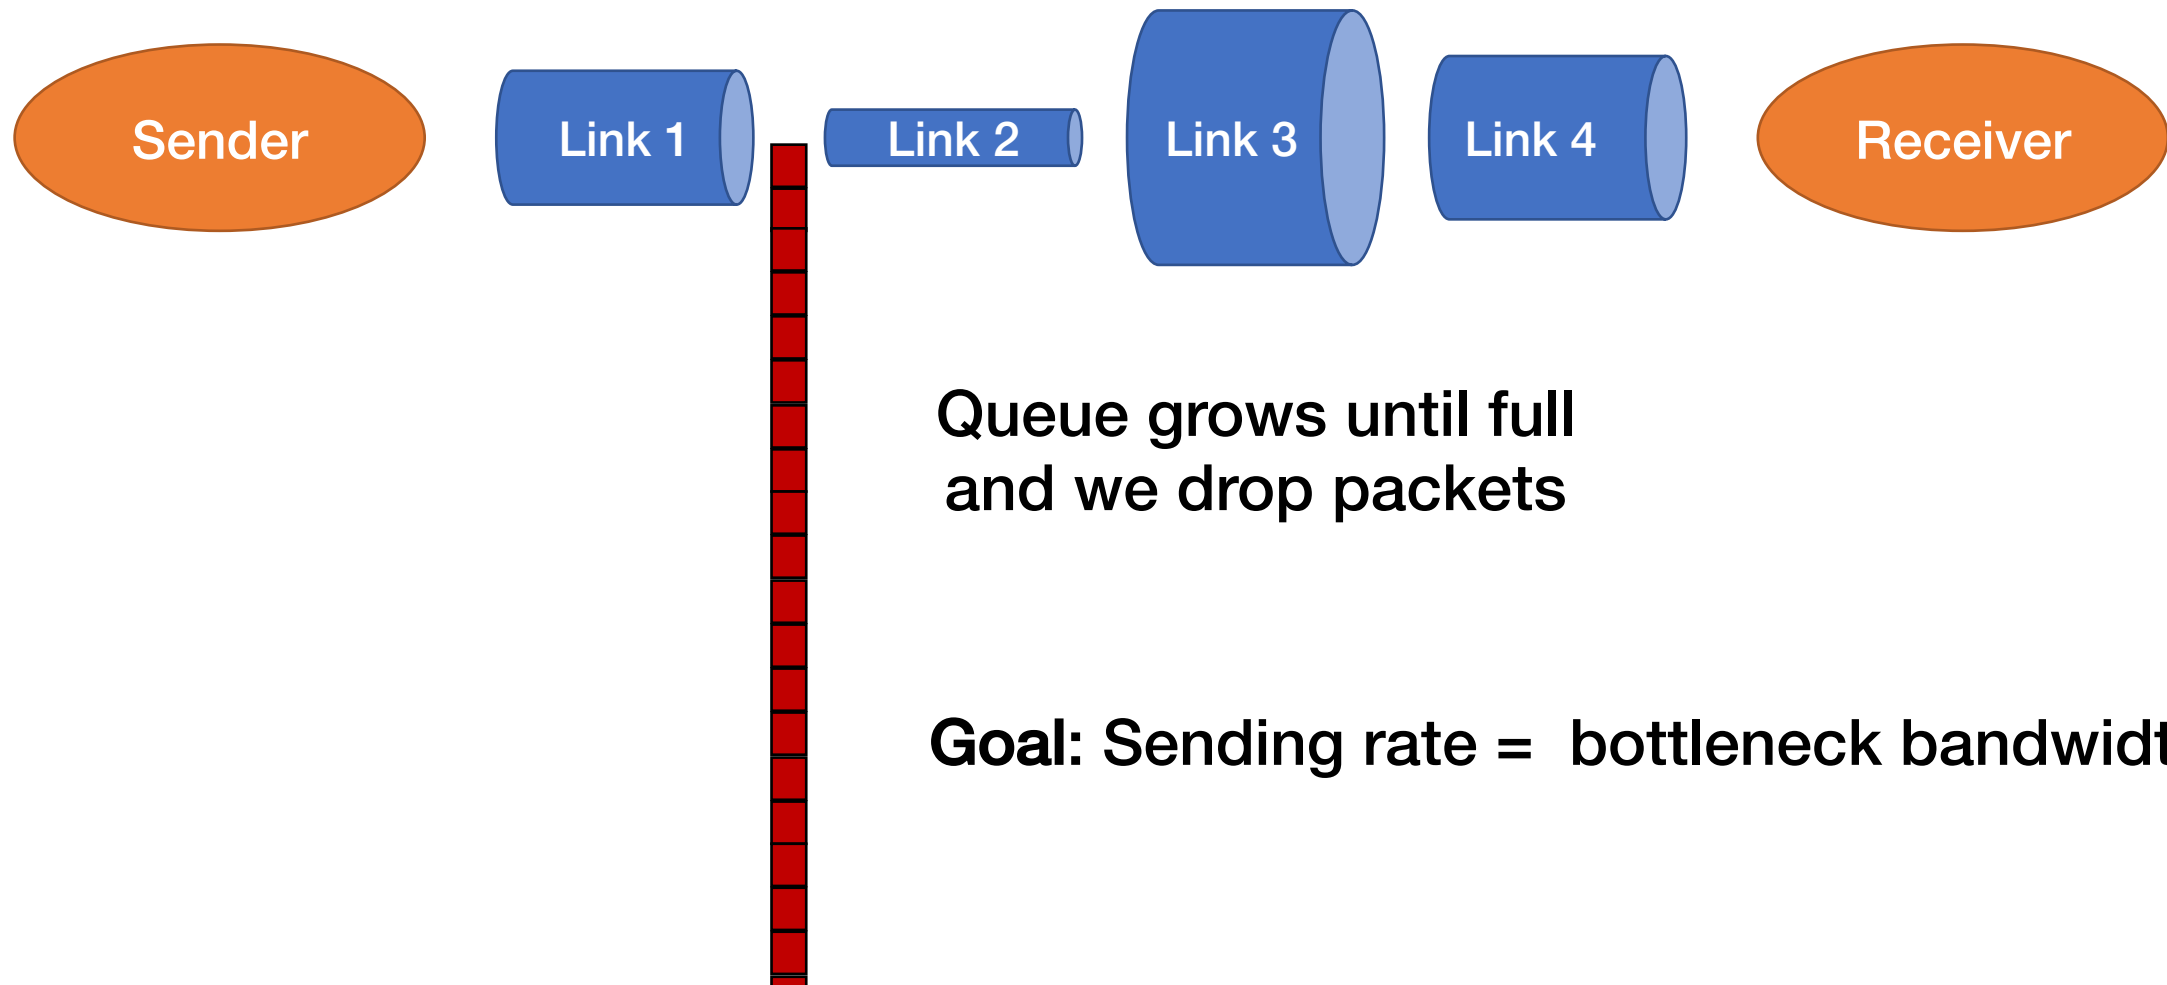 Sender
Link 1
Link 2
Link 3
Link 4
Receiver
Queue grows until full
and we drop packets
Goal: Sending rate = bottleneck bandwidt